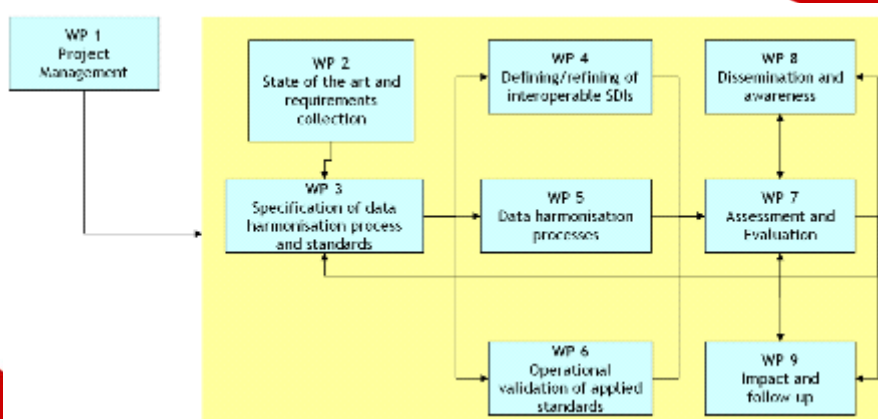 WP 1
Project
Management
WP 2
State of the art and
requirements
collection
WP 3
Specification of data
harmonisation process
and standards
WP 4
Defining/refining of
interoperable SDIs
WP 5
Data harmonisation
processes
WP 6
Operational
validation of applied
standards
WP 8
Dissemination and
awareness
WP 7
Assessment and
Evaluation
WP 9
Impact and
follow up